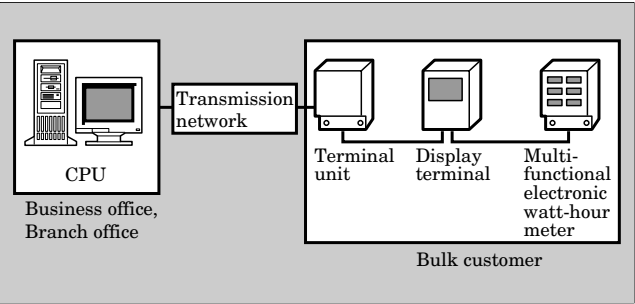 CPU
Business office,
Branch office
Transmission
network
Terminal
unit
Display
terminal
Multi-
functional
electronic
watt-hour
meter
Bulk customer